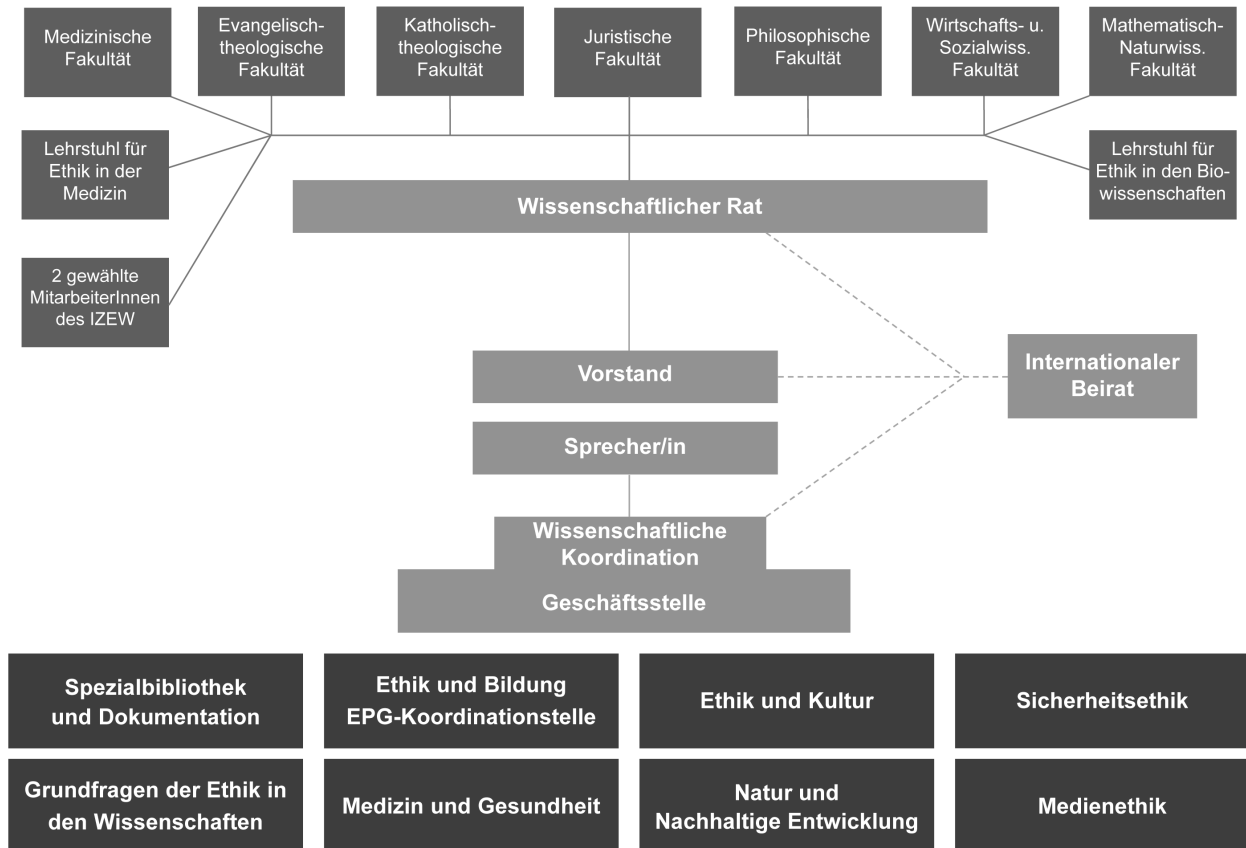 Medizinische
Fakultät
Evangelisch-
theologische
Fakultät
Katholisch-
theologische
Fakultät
Juristische
Fakultät
Philosophische
Fakultät
Wirtschafts- u.
Sozialwiss.
Fakultät
Mathematisch-
Naturwiss.
Fakultät
Lehrstuhl für
Ethik in der
Medizin
Lehrstuhl für
Ethik in den Bio-
wissenschaften
Wissenschaftlicher Rat
2 gewählte
MitarbeiterInnen
des IZEW
Vorstand
Internationaler
Beirat
Sprecher/in
Wissenschaftliche
Koordination
Geschäftsstelle
Spezialbibliothek
und Dokumentation
Ethik und Bildung
EPG-Koordinationstelle
Ethik und Kultur
Sicherheitsethik
Grundfragen der Ethik in
den Wissenschaften
Medizin und Gesundheit
Natur und
Nachhaltige Entwicklung
Medienethik